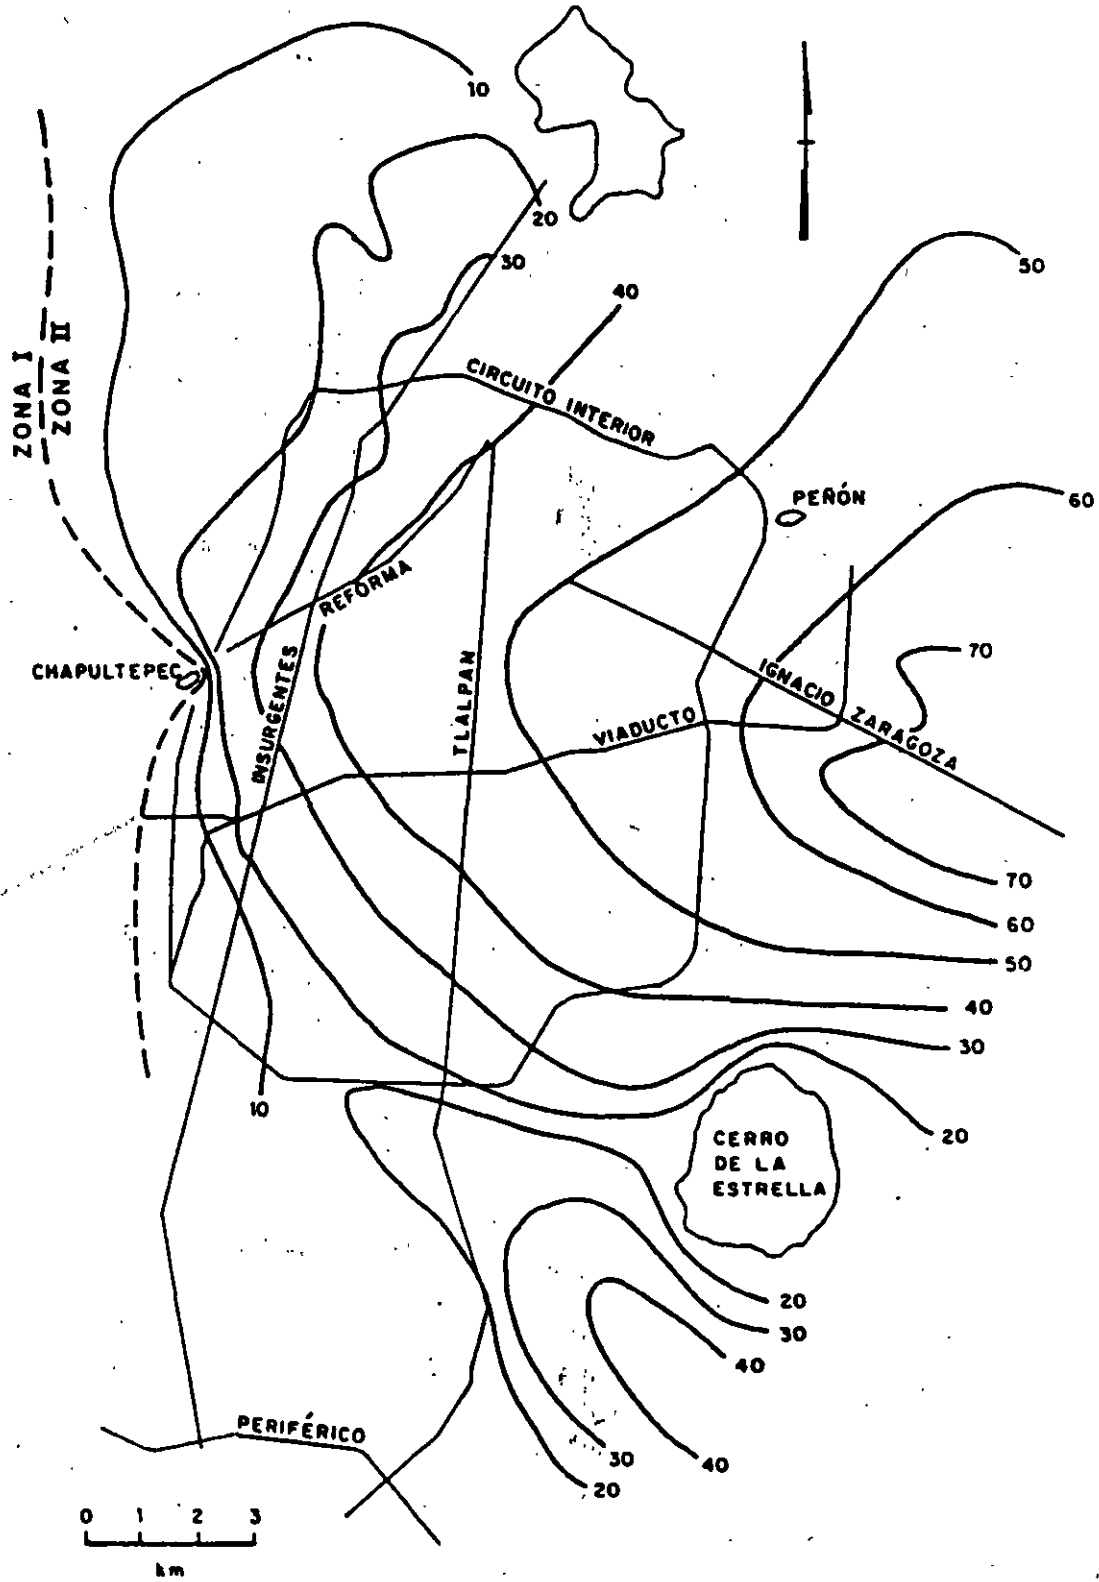 10
20
30
40
50
ZONA I
ZONA II
CIRCUITO INTERIOR
PEÑÓN
60
REFORMA
CHAPULTEPEC
INSURGENTES
TLALPAN
VIADUCTO
IGNACIO ZARAGOZA
70
70
60
50
40
30
20
10
CERRO
DE LA
ESTRELLA
20
30
40
PERIFÉRICO
40
30
20
0 1 2 3
km